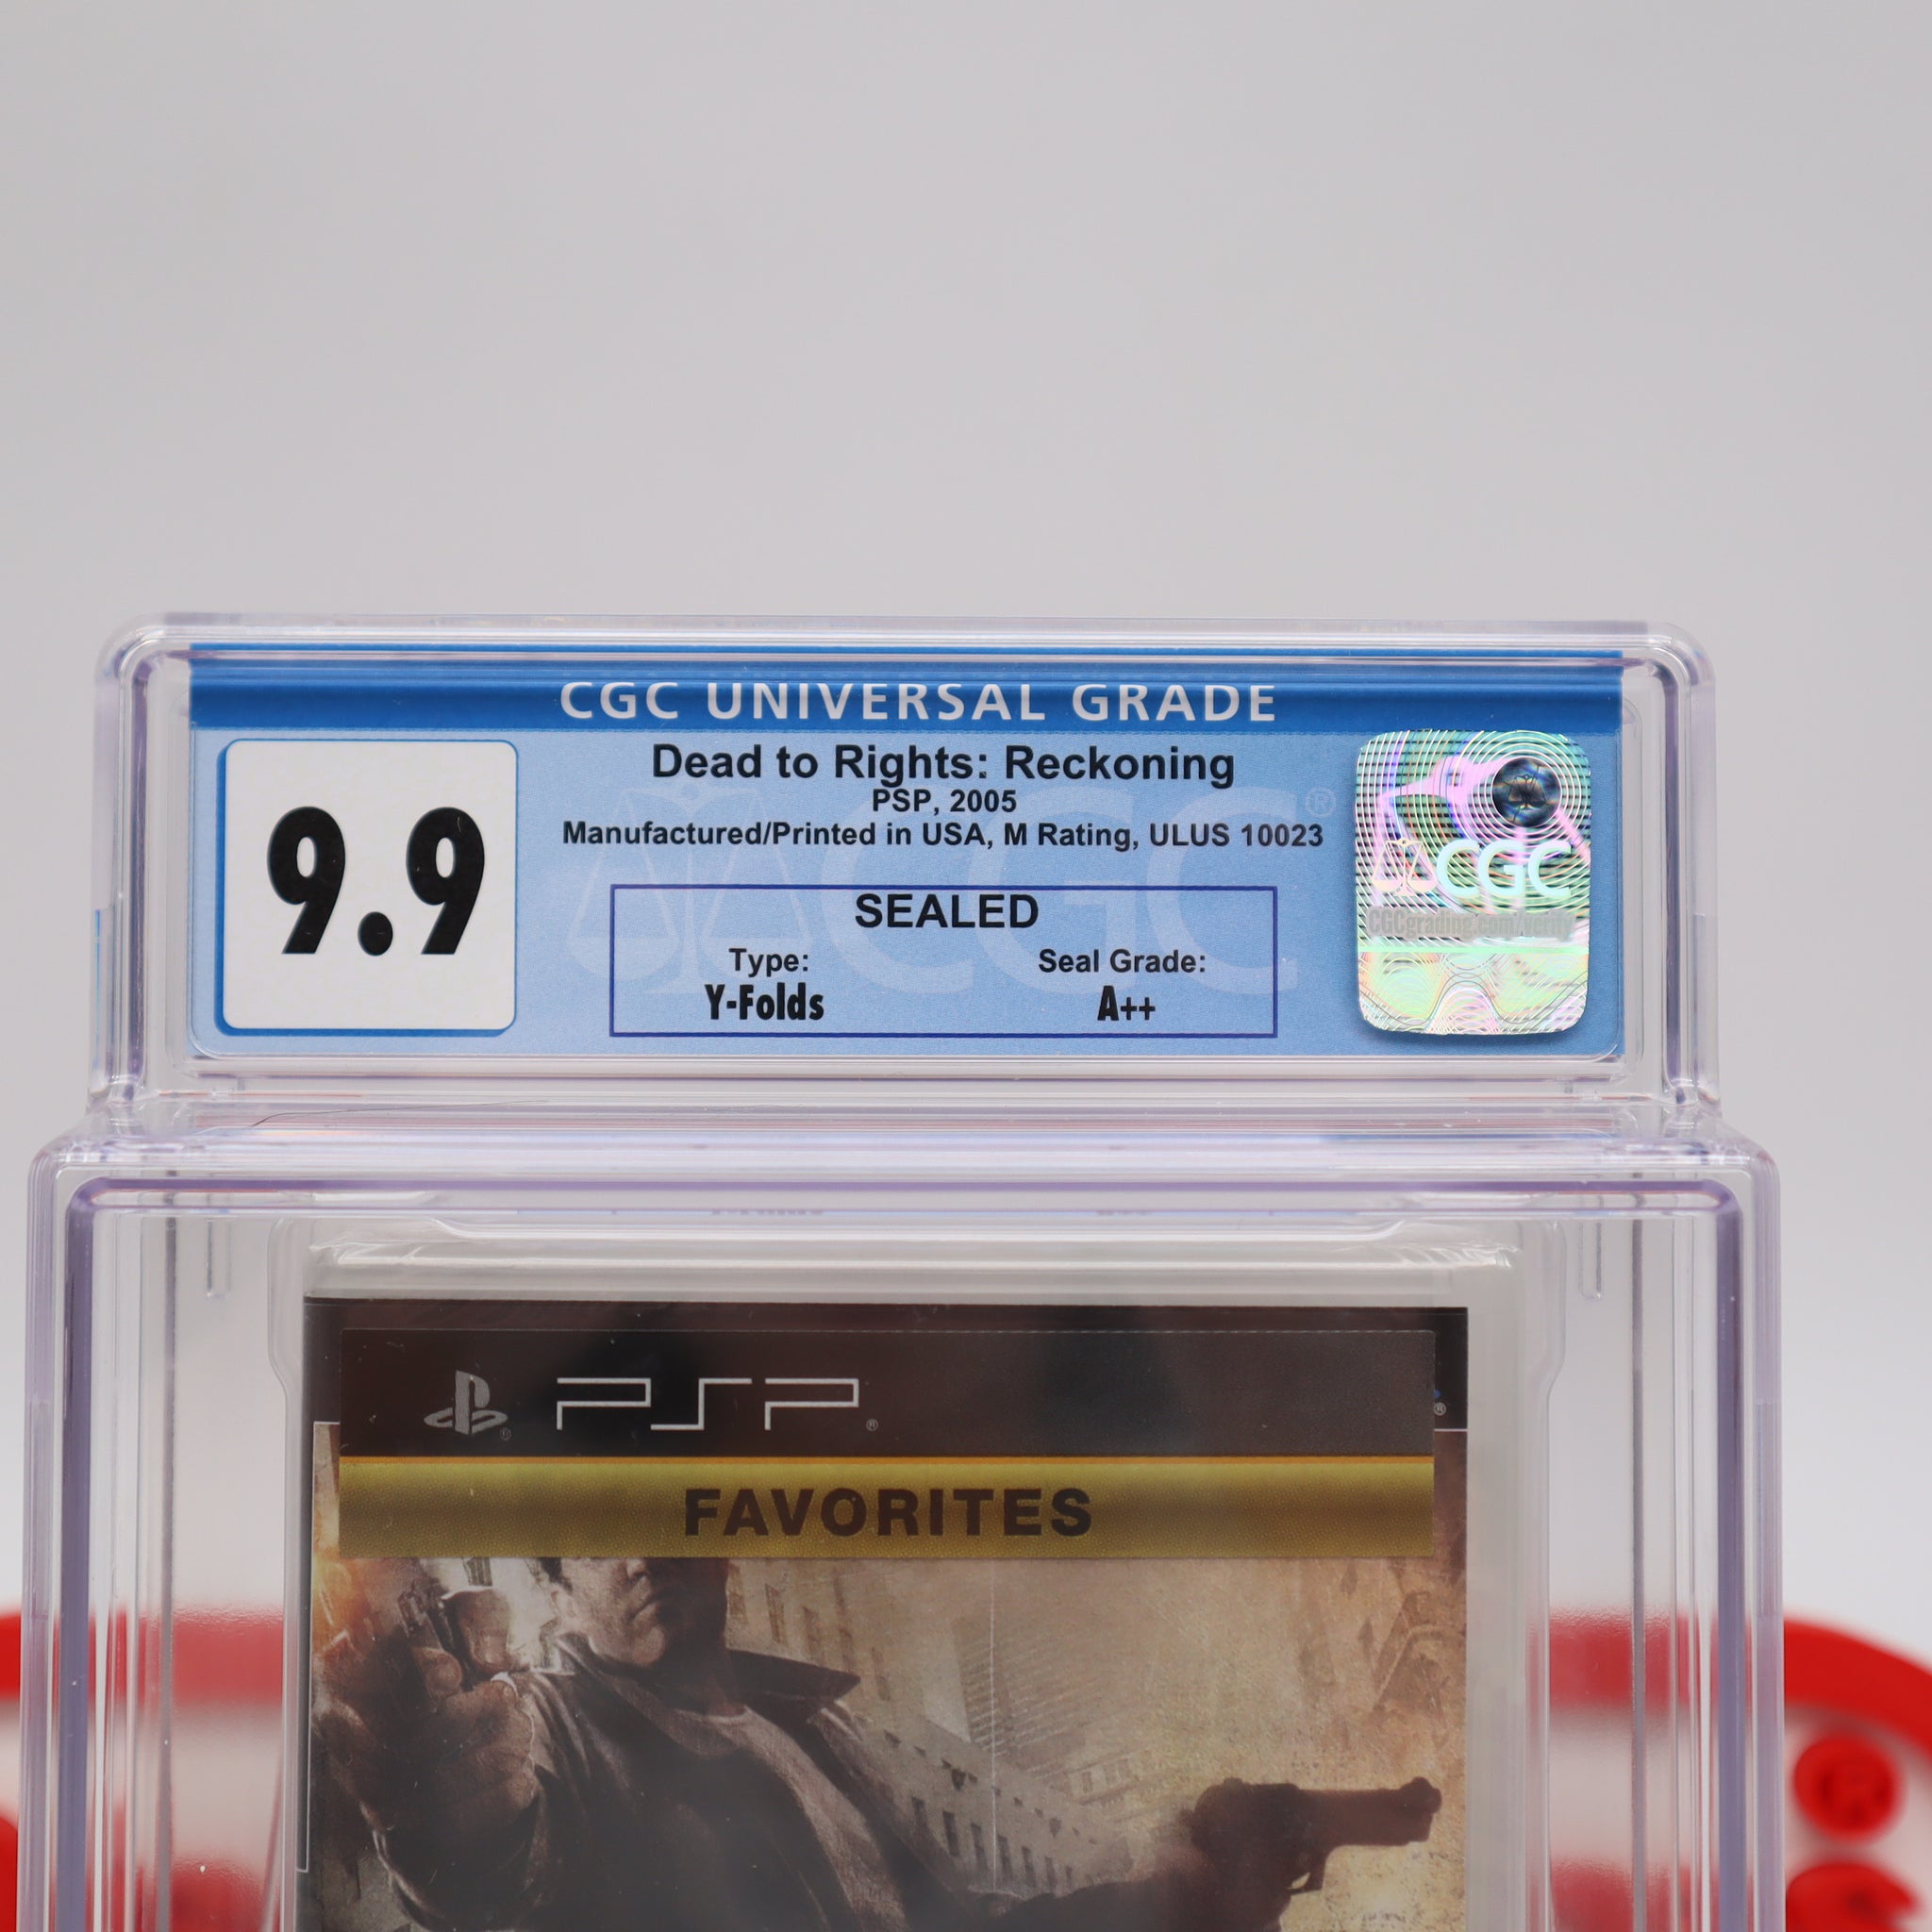 CGC UNIVERSAL GRADE
9.9
Dead to Rights: Reckoning
PSP, 2005
Manufactured/Printed in USA, M Rating, ULUS 10023
SEALED
Type:
Y-Folds
Seal Grade:
A++
CGC ®
CGC
CGCgrading.com/verify
PSP ®
®
FAVORITES